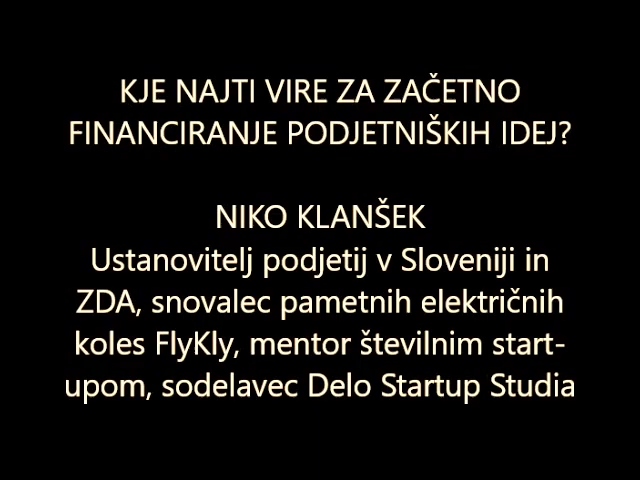 KJE NAJTI VIRE ZA ZAČETNO
FINANCIRANJE PODJETNIŠKIH IDEJ?
NIKO KLANŠEK
Ustanovitelj podjetij v Sloveniji in
ZDA, snovalec pametnih električnih
koles FlyKly, mentor številnim start-
upom, sodelavec Delo Startup Studia